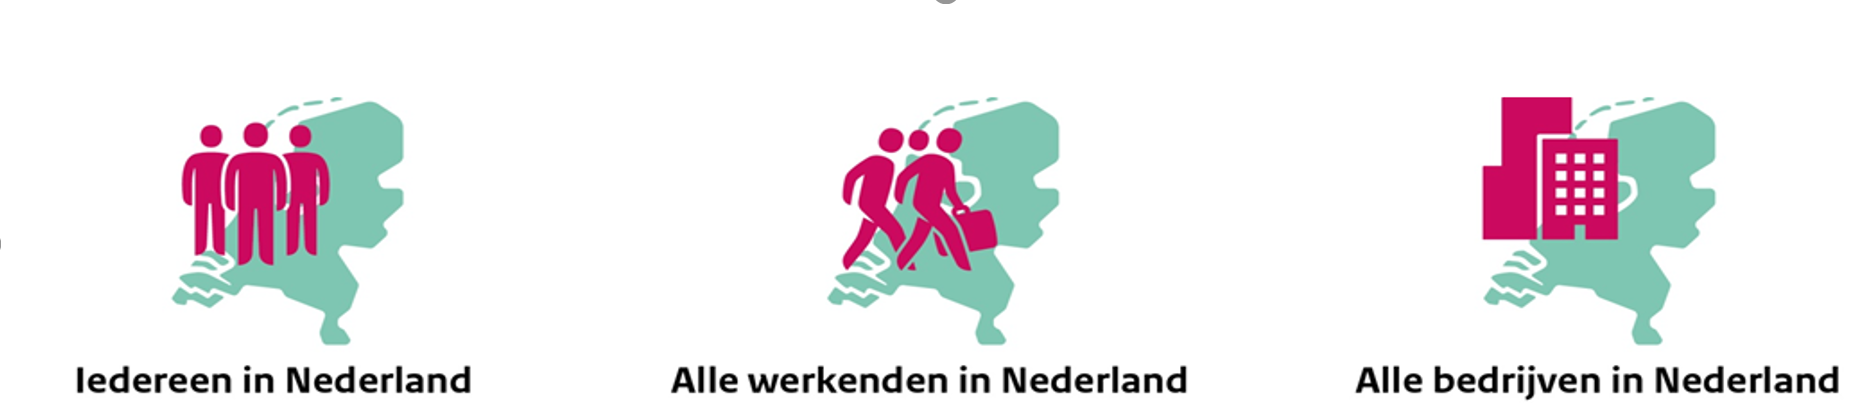 Iedereen in Nederland
Alle werkenden in Nederland
Alle bedrijven in Nederland